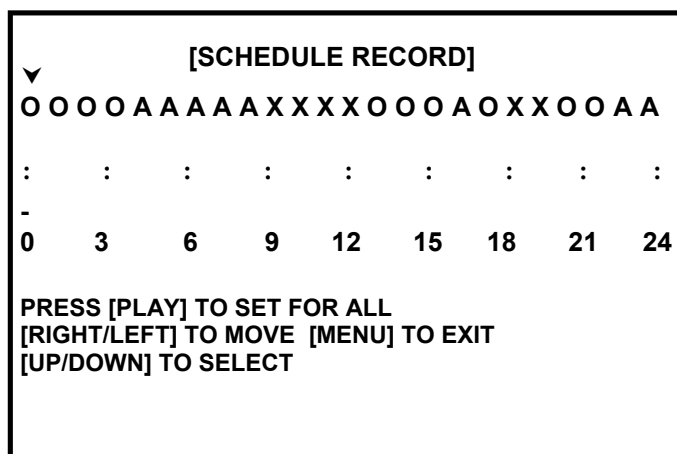 [SCHEDULE RECORD]
O O O O A A A A A X X X X O O O A O X X O O A A
: : : : : : : : :
-
0 3 6 9 12 15 18 21 24
PRESS [PLAY] TO SET FOR ALL
[RIGHT/LEFT] TO MOVE [MENU] TO EXIT
[UP/DOWN] TO SELECT